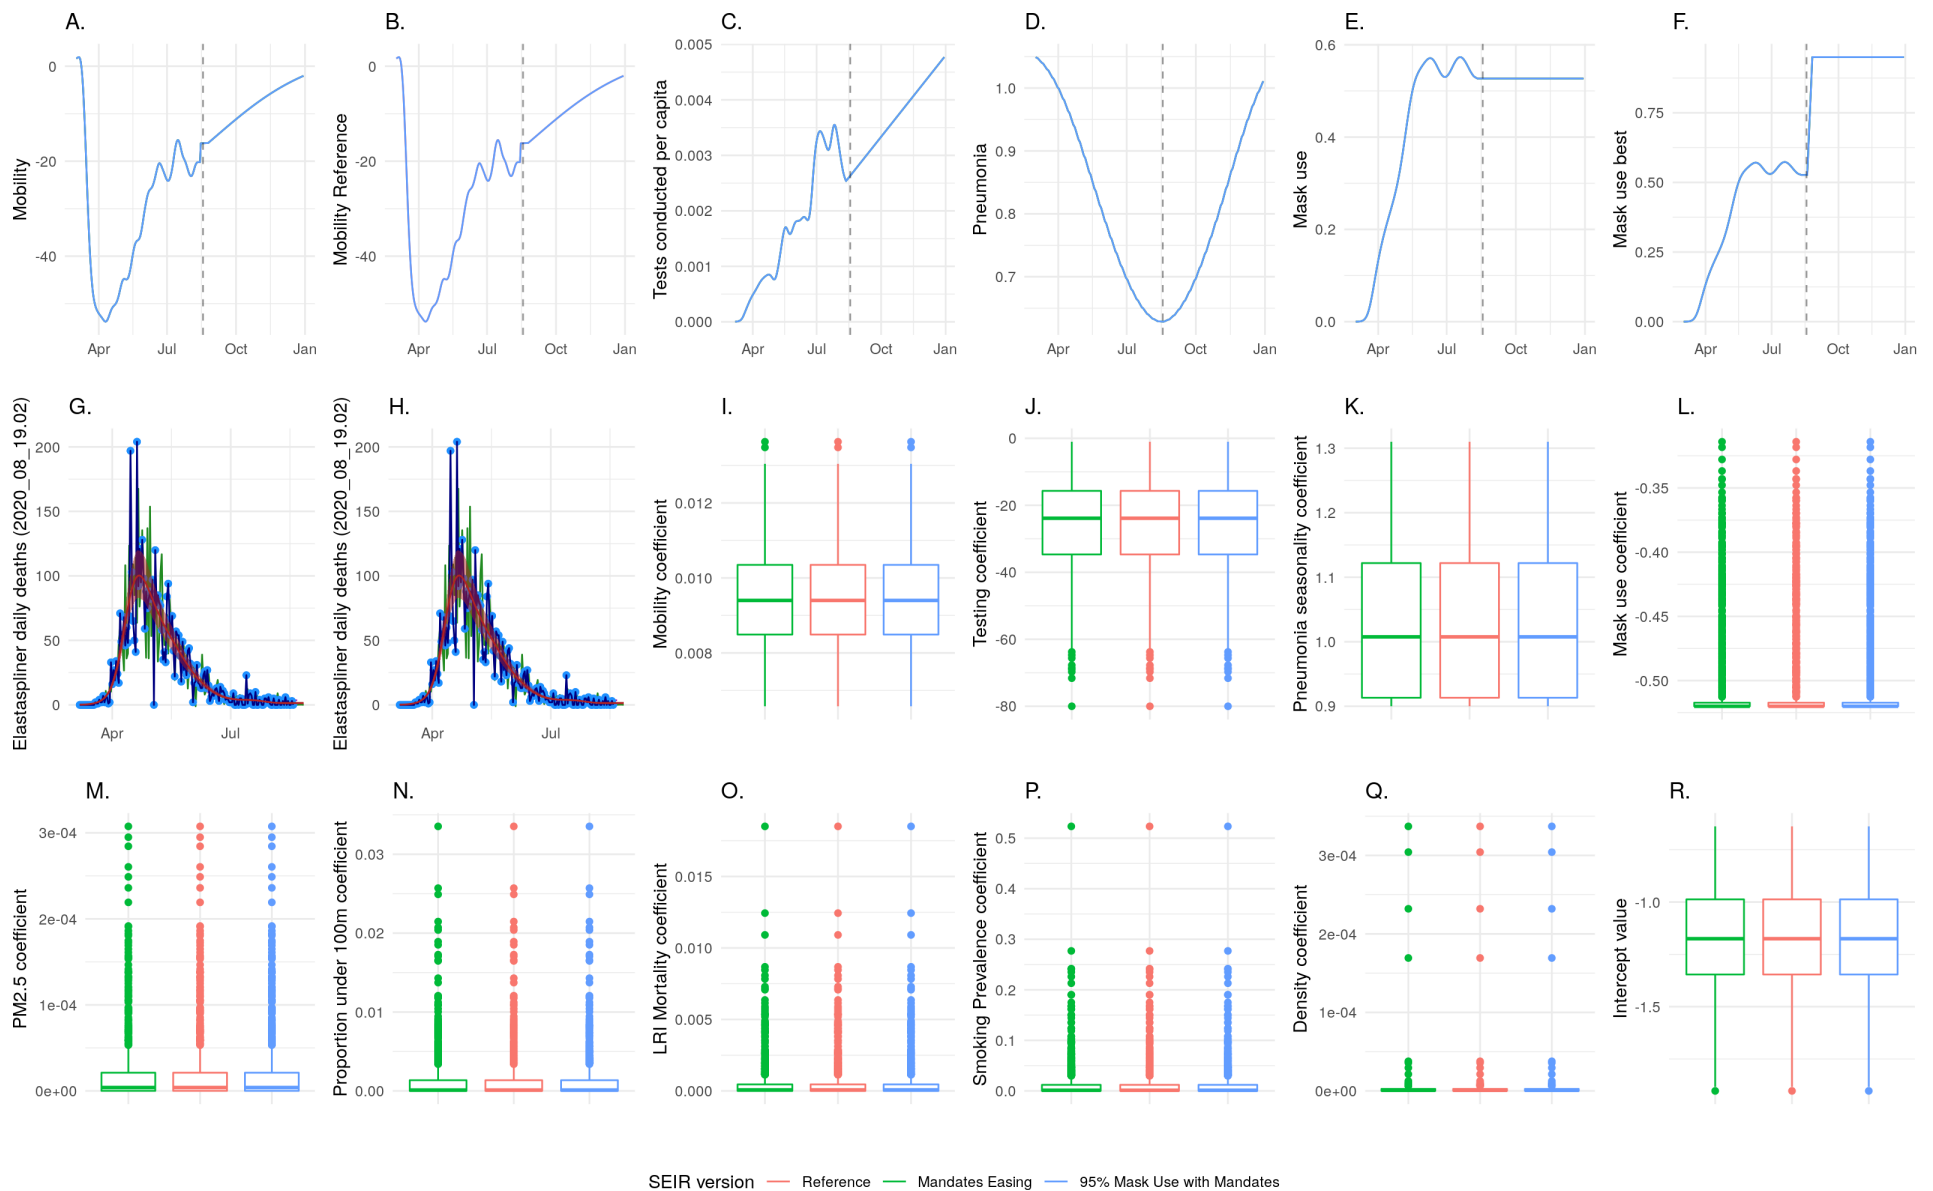 A.
Mobility
0
-20
-40
Apr Jul Oct Jan
B.
Mobility Reference
0
-20
-40
Apr Jul Oct Jan
C.
Tests conducted per capita
0.005
0.004
0.003
0.002
0.001
0.000
Apr Jul Oct Jan
D.
Pneumonia
1.0
0.9
0.8
0.7
Apr Jul Oct Jan
E.
Mask use
0.6
0.4
0.2
0.0
Apr Jul Oct Jan
F.
Mask use best
0.75
0.50
0.25
0.00
Apr Jul Oct Jan
G.
Elastaspliner daily deaths (2020_08_19.02)
200
150
100
50
0
Apr Jul
H.
Elastaspliner daily deaths (2020_08_19.02)
200
150
100
50
0
Apr Jul
I.
Mobility coefficient
0.012
0.010
0.008
J.
Testing coefficient
0
-20
-40
-60
-80
K.
Pneumonia seasonality coefficient
1.3
1.2
1.1
1.0
0.9
L.
Mask use coefficient
-0.35
-0.40
-0.45
-0.50
M.
PM2.5 coefficient
3e-04
2e-04
1e-04
0e+00
N.
Proportion under 100m coefficient
0.03
0.02
0.01
0.00
O.
LRI Mortality coefficient
0.015
0.010
0.005
0.000
P.
Smoking Prevalence coefficient
0.5
0.4
0.3
0.2
0.1
0.0
Q.
Density coefficient
3e-04
2e-04
1e-04
0e+00
R.
Intercept value
-1.0
-1.5
SEIR version Reference Mandates Easing 95% Mask Use with Mandates